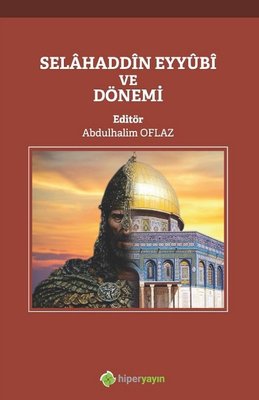 SELÂHADDÎN EYYÛBÎ
VE
DÖNEMİ
Editör
Abdulhalim OFLAZ
hiperyayın